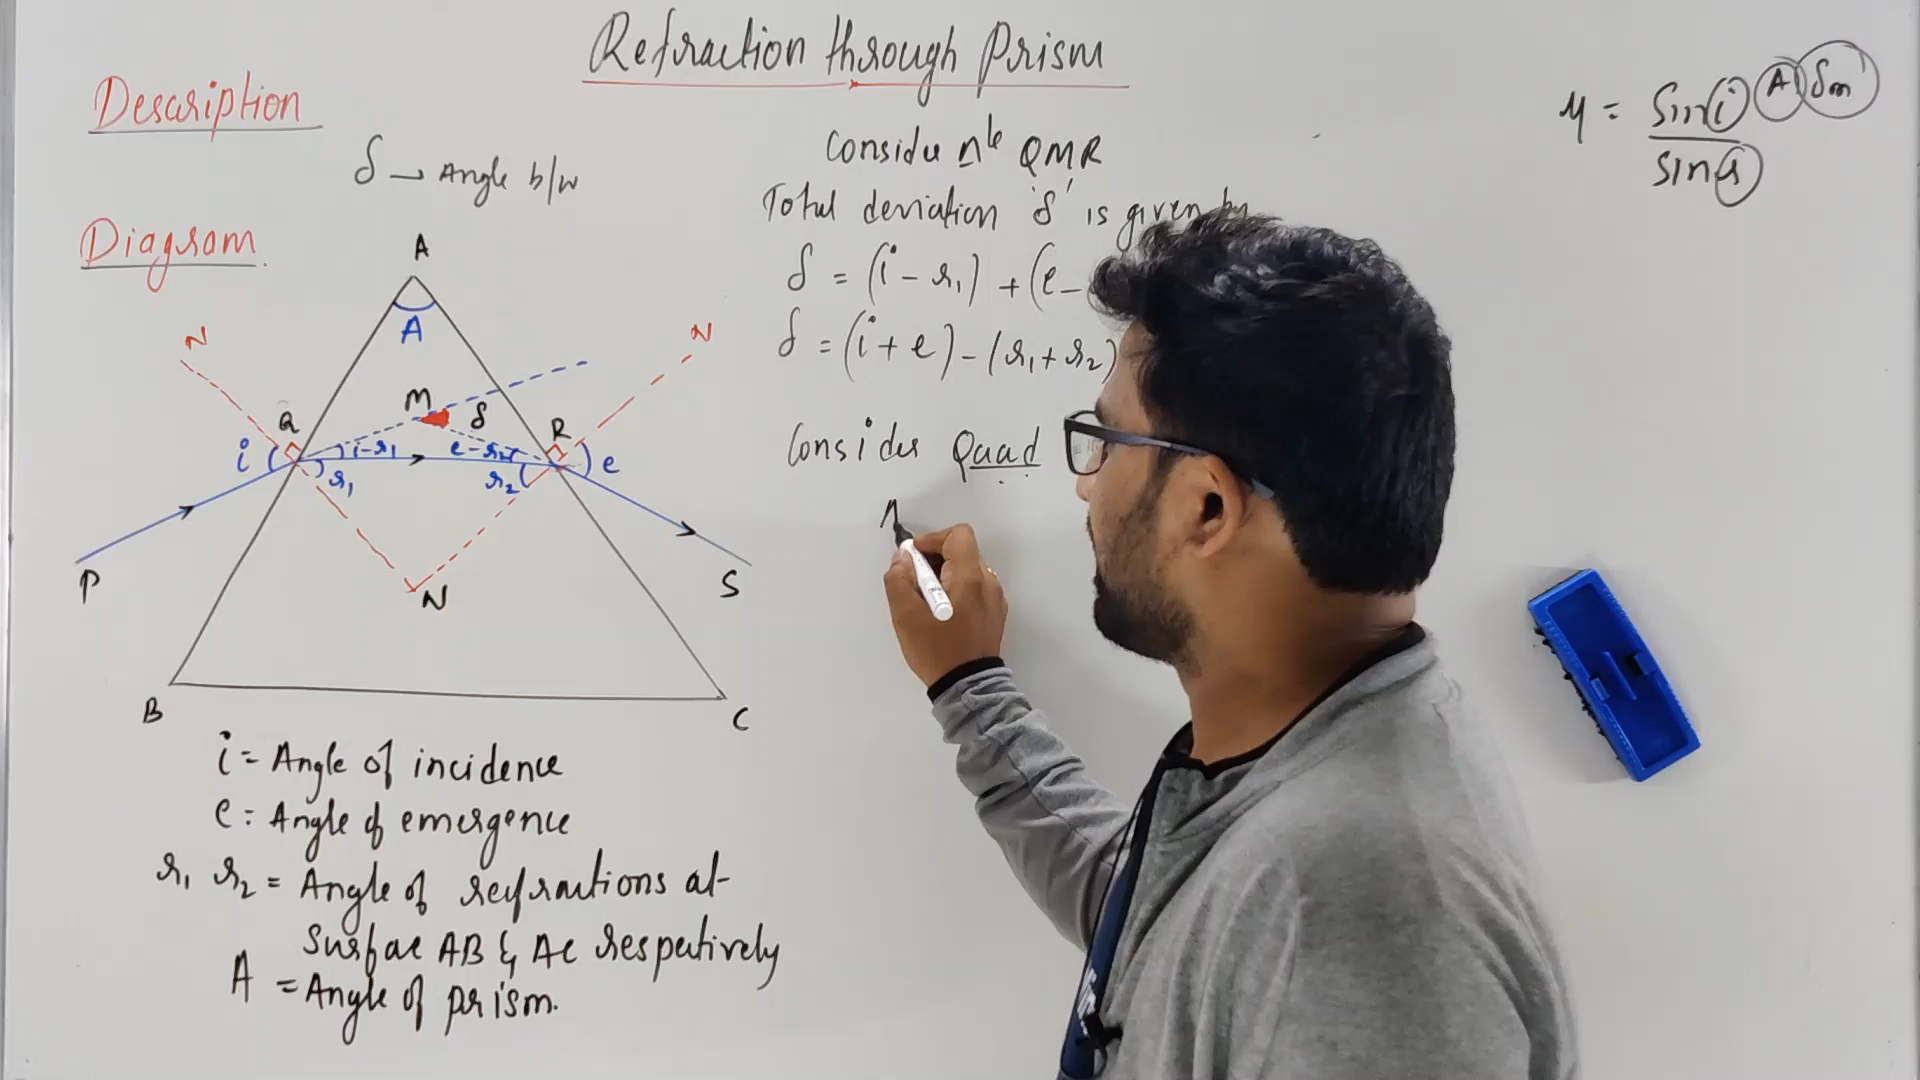 Refraction through Prism
Description
δ → Angle b/w
Diagram
A
A
N
N
M
δ
Q
R
i
i-r₁
e-r₂
e
r₁
r₂
P
N
S
B
C
i = Angle of incidence
e = Angle of emergence
r₁ r₂ = Angle of refractions at
Surface AB & AC respectively
A = Angle of prism.
Consider Δle QMR
Total deviation 'δ' is given by
δ = (i - r₁) + (e -
δ = (i + e) - (r₁ + r₂)
Consider Quad
μ = Sin i / sin r
A
δm